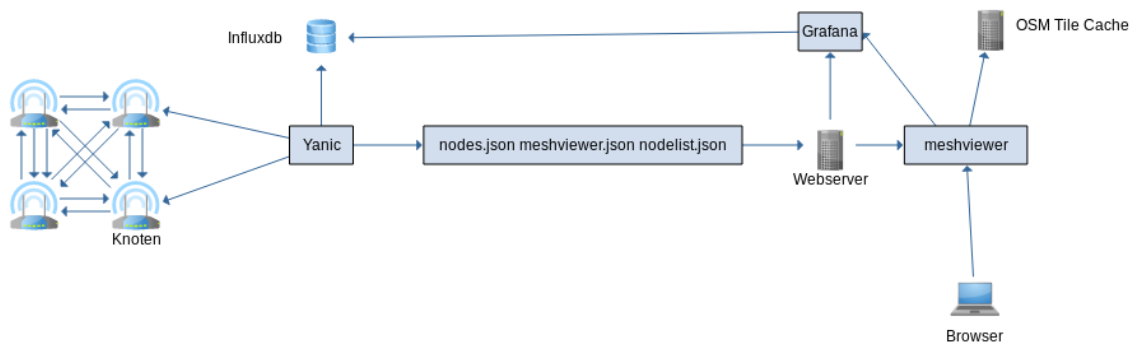 Influxdb
Grafana
OSM Tile Cache
Yanic
nodes.json meshviewer.json nodelist.json
meshviewer
Webserver
Knoten
Browser